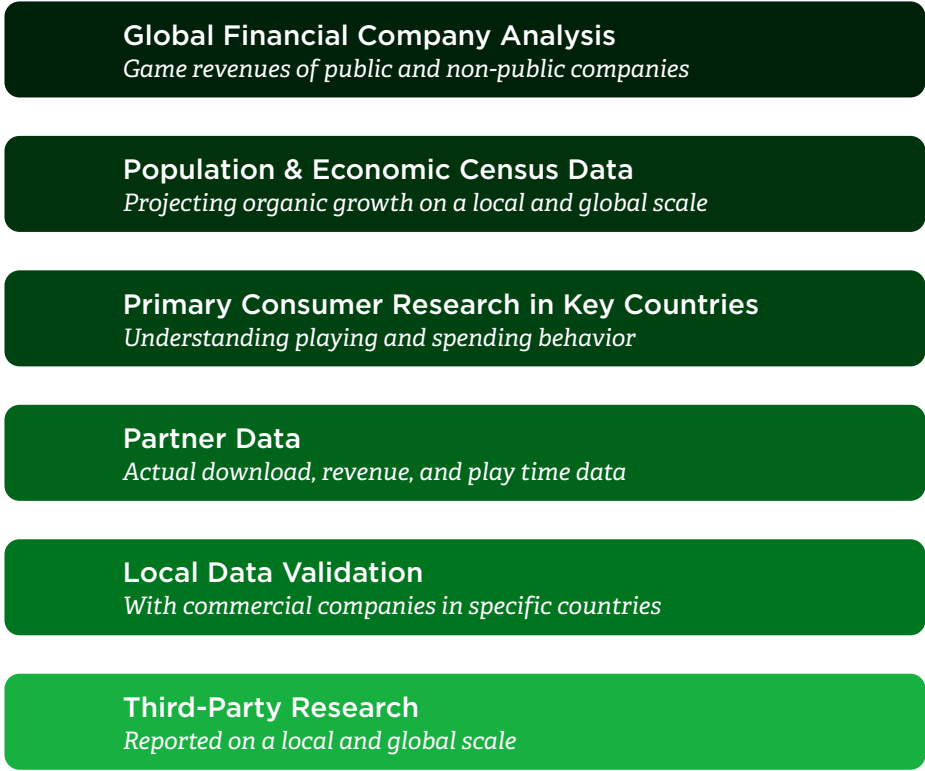 Global Financial Company Analysis
Game revenues of public and non-public companies
Population & Economic Census Data
Projecting organic growth on a local and global scale
Primary Consumer Research in Key Countries
Understanding playing and spending behavior
Partner Data
Actual download, revenue, and play time data
Local Data Validation
With commercial companies in specific countries
Third-Party Research
Reported on a local and global scale